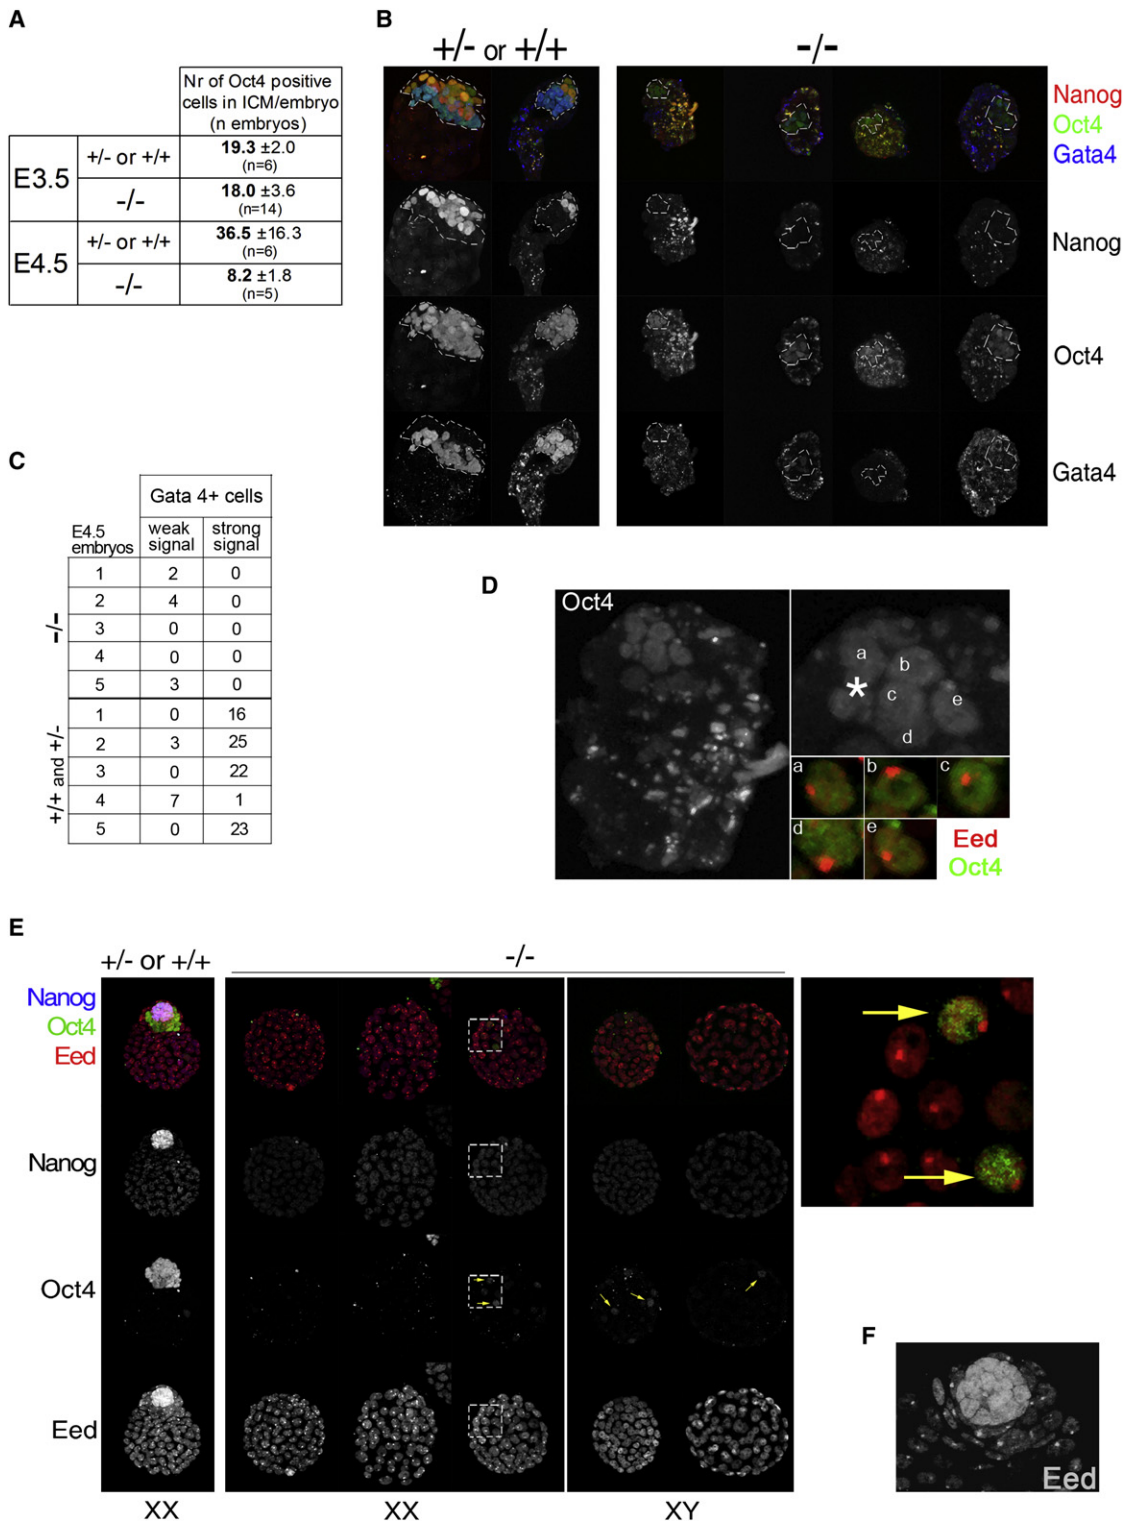 A
Nr of Oct4 positive
cells in ICM/embryo
(n embryos)
E3.5
+/- or +/+
19.3 ±2.0
(n=6)
-/-
18.0 ±3.6
(n=14)
E4.5
+/- or +/+
36.5 ±16.3
(n=6)
-/-
8.2 ±1.8
(n=5)
B
+/- or +/+
-/-
Nanog
Oct4
Gata4
Nanog
Oct4
Gata4
C
Gata 4+ cells
E4.5
embryos
weak
signal
strong
signal
-/-
1 2 0
2 4 0
3 0 0
4 0 0
5 3 0
+/+ and +/-
1 0 16
2 3 25
3 0 22
4 7 1
5 0 23
D
Oct4
a
b
*
c
e
d
a
b
c
d
e
Eed
Oct4
E
+/- or +/+
-/-
Nanog
Oct4
Eed
Nanog
Oct4
Eed
XX
XX
XY
F
Eed